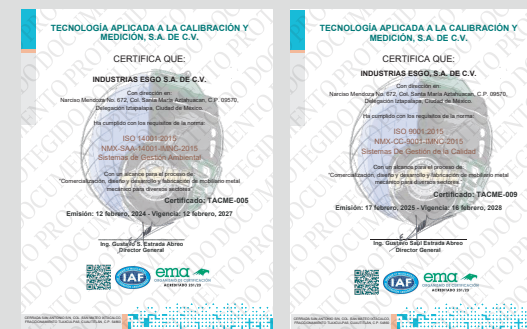 TECNOLOGÍA APLICADA A LA CALIBRACIÓN Y
MEDICIÓN, S.A. DE C.V.
CERTIFICA QUE:
INDUSTRIAS ESGO S.A. DE C.V.
Con dirección en:
Narciso Mendoza No. 672, Col. Santa María Aztahuacan, C.P. 09570,
Delegación Iztapalapa, Ciudad de México.
Ha cumplido con los requisitos de la norma:
ISO 14001:2015
NMX-SAA-14001-IMNC-2015
Sistemas de Gestión Ambiental
Con un alcance para el proceso de:
"Comercialización, diseño y desarrollo y fabricación de mobiliario metal
mecánico para diversos sectores"
Certificado: TACME-005
Emisión: 12 febrero, 2024 - Vigencia: 12 febrero, 2027
Ing. Gustavo S. Estrada Abreo
Director General
IAF
ema
ORGANISMO DE CERTIFICACIÓN
TECNOLOGÍA APLICADA A LA CALIBRACIÓN Y
MEDICIÓN, S.A. DE C.V.
CERTIFICA QUE:
INDUSTRIAS ESGO, S.A. DE C.V.
Con dirección en:
Narciso Mendoza No. 672, Col. Santa María Aztahuacan, C.P. 09570,
Delegación Iztapalapa, Ciudad de México.
Ha cumplido con los requisitos de la norma:
ISO 9001:2015
NMX-CC-9001-IMNC-2015
Sistemas De Gestión de la Calidad
Con un alcance para el proceso de:
"Comercialización, diseño y desarrollo y fabricación de mobiliario metal
mecánico para diversos sectores"
Certificado: TACME-009
Emisión: 17 febrero, 2025 - Vigencia: 16 febrero, 2028
Ing. Gustavo Saúl Estrada Abreo
Director General
IAF
ema
ORGANISMO DE CERTIFICACIÓN